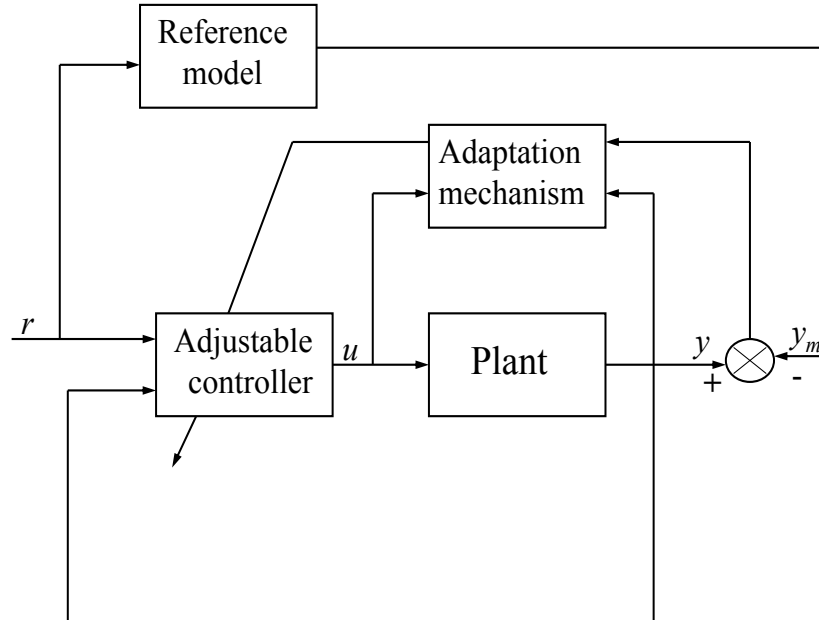 Reference
model
Adaptation
mechanism
r
Adjustable
controller
u
Plant
y
y_m
+
-